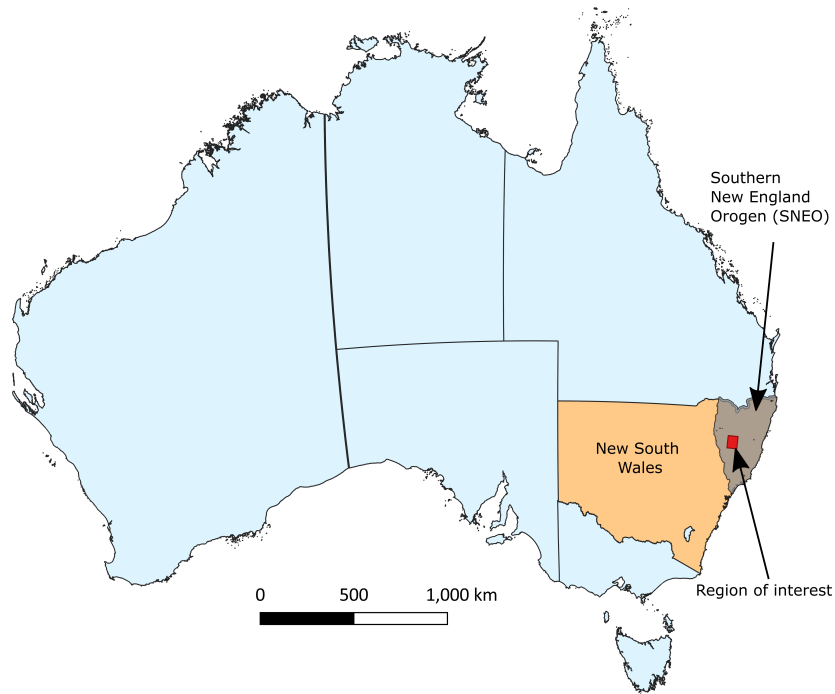 Southern
New England
Orogen (SNEO)
New South
Wales
Region of interest
0 500 1,000 km